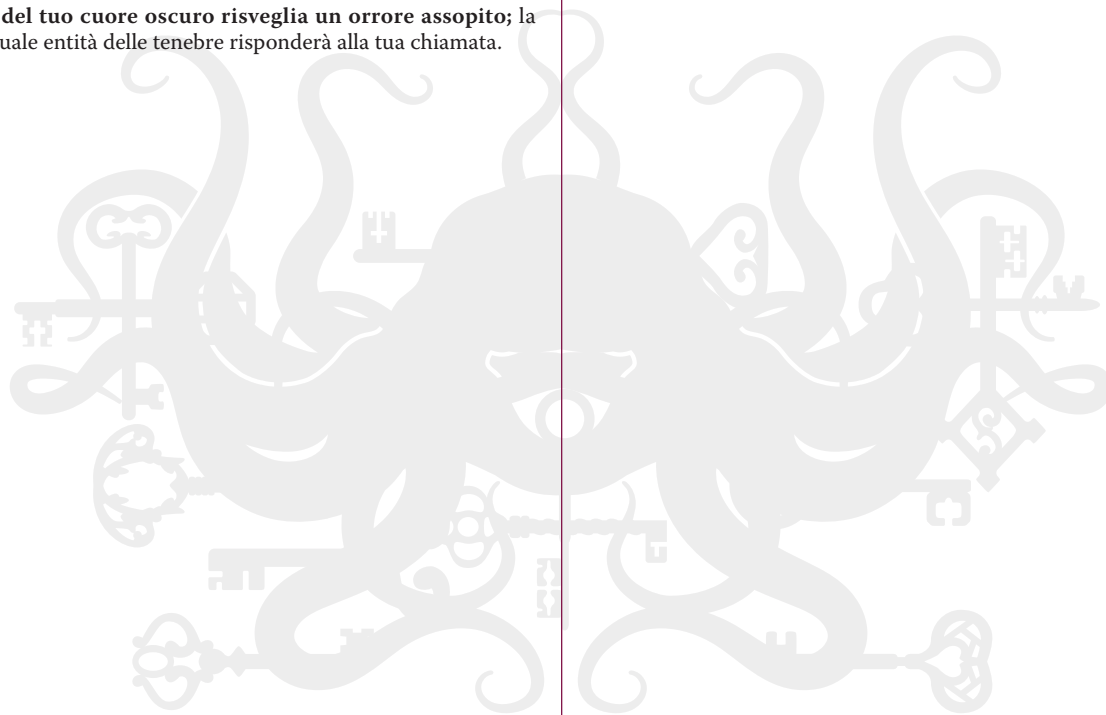 del tuo cuore oscuro risveglia un orrore assopito; la
uale entità delle tenebre risponderà alla tua chiamata.